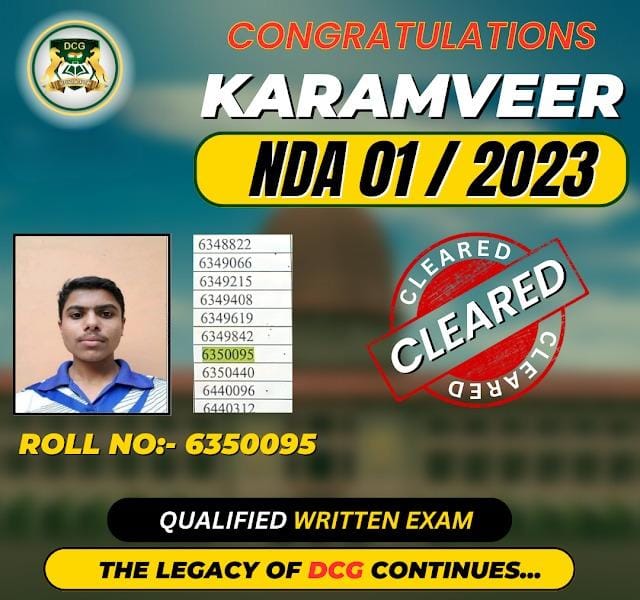 DCG
CONGRATULATIONS
KARAMVEER
NDA 01 / 2023
6348822
6349066
6349215
6349408
6349619
6349842
6350095
6350440
6440096
6440312
CLEARED
CLEARED
CLEARED
ROLL NO:- 6350095
QUALIFIED WRITTEN EXAM
THE LEGACY OF DCG CONTINUES...